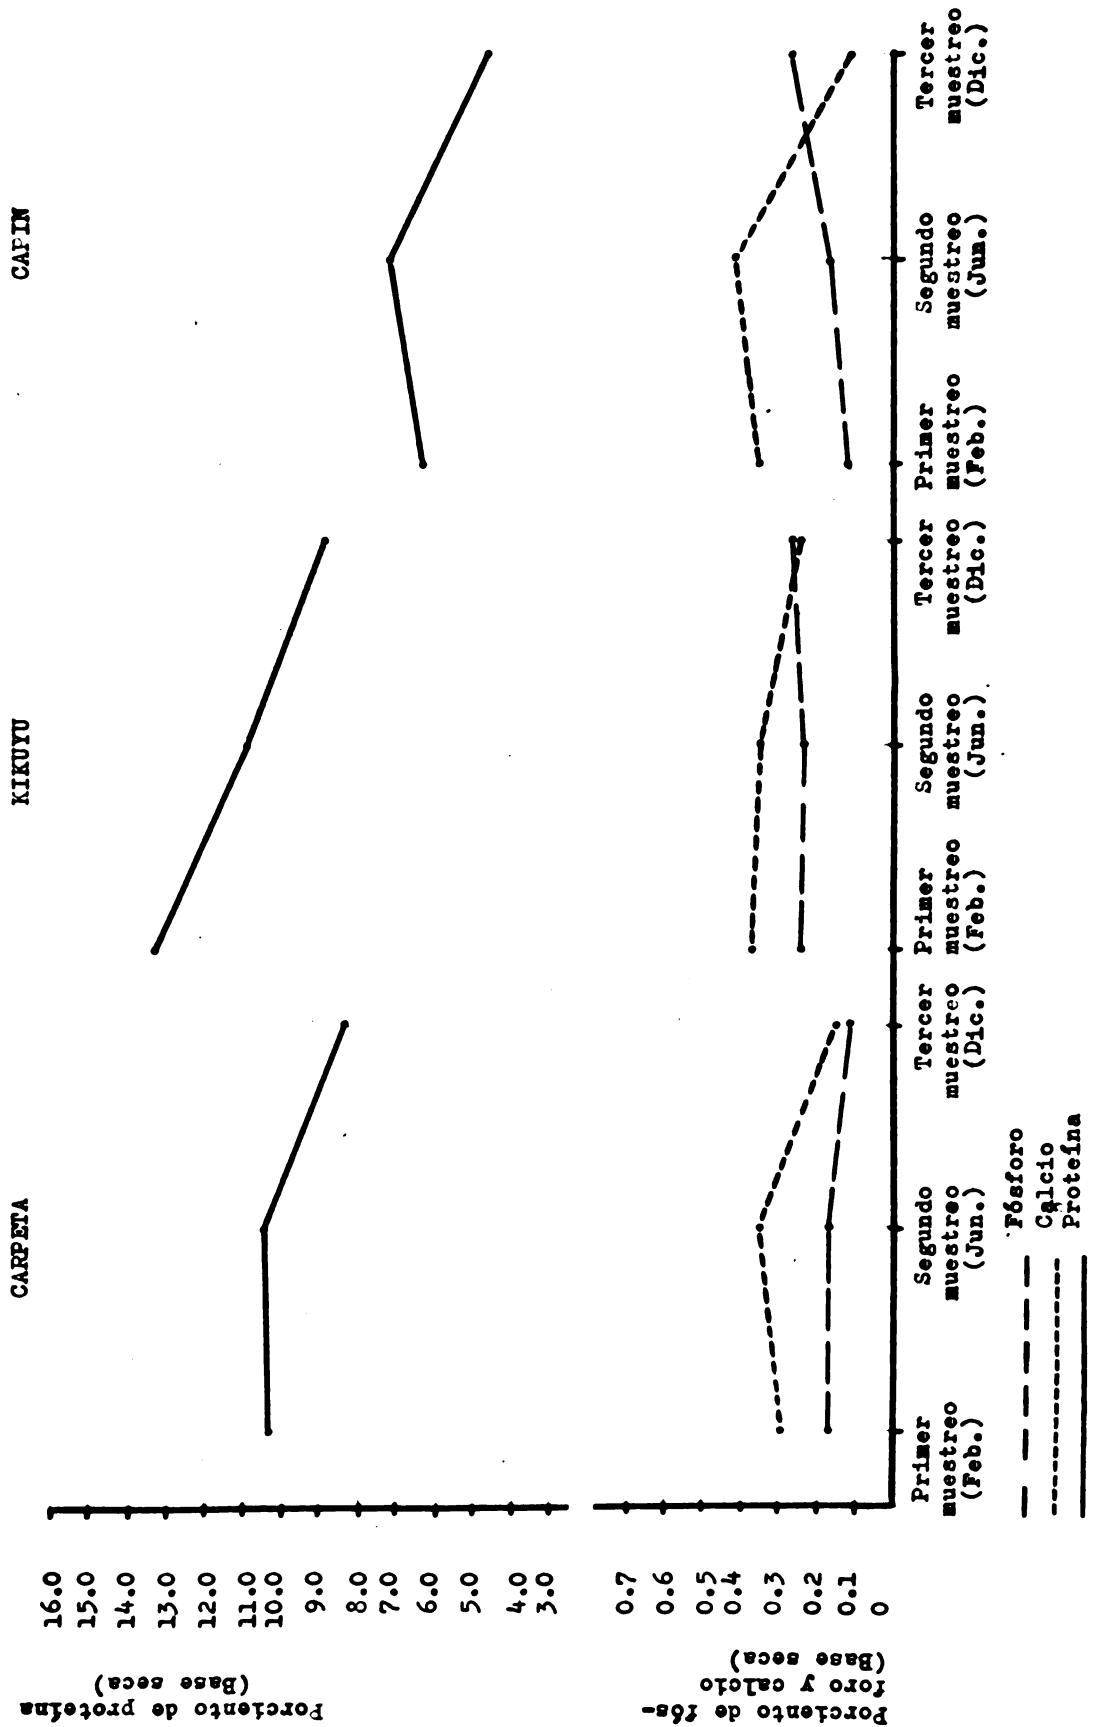 CARPETA
KIKUYU
CAPIN
Porciento de proteína
(Base seca)
16.0
15.0
14.0
13.0
12.0
11.0
10.0
9.0
8.0
7.0
6.0
5.0
4.0
3.0
Porciento de fós-
foro y calcio
(Base seca)
0.7
0.6
0.5
0.4
0.3
0.2
0.1
0
Primer
muestreo
(Feb.)
Segundo
muestreo
(Jun.)
Tercer
muestreo
(Dic.)
Primer
muestreo
(Feb.)
Segundo
muestreo
(Jun.)
Tercer
muestreo
(Dic.)
Primer
muestreo
(Feb.)
Segundo
muestreo
(Jun.)
Tercer
muestreo
(Dic.)
Fósforo
Calcio
Proteína